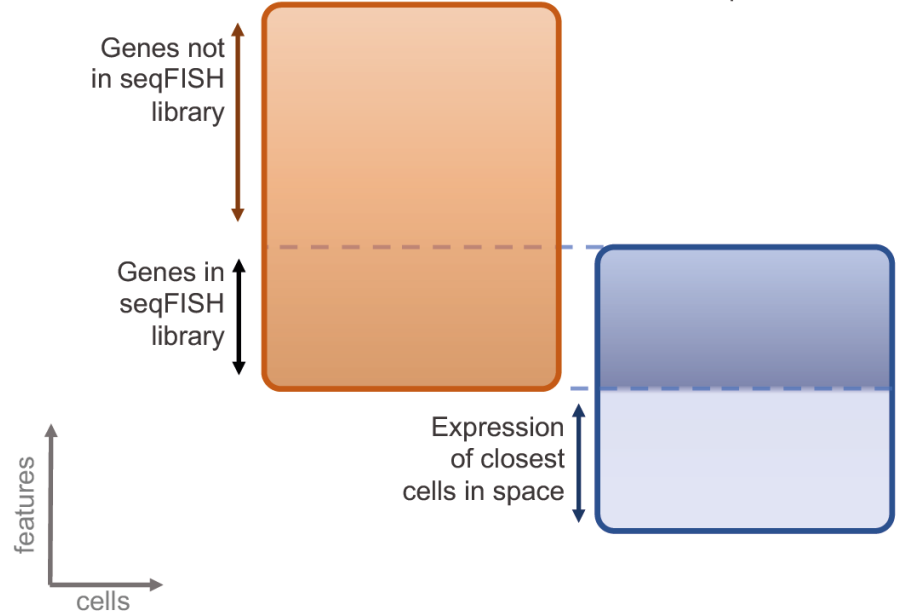 Genes not
in seqFISH
library
Genes in
seqFISH
library
Expression
of closest
cells in space
features
cells